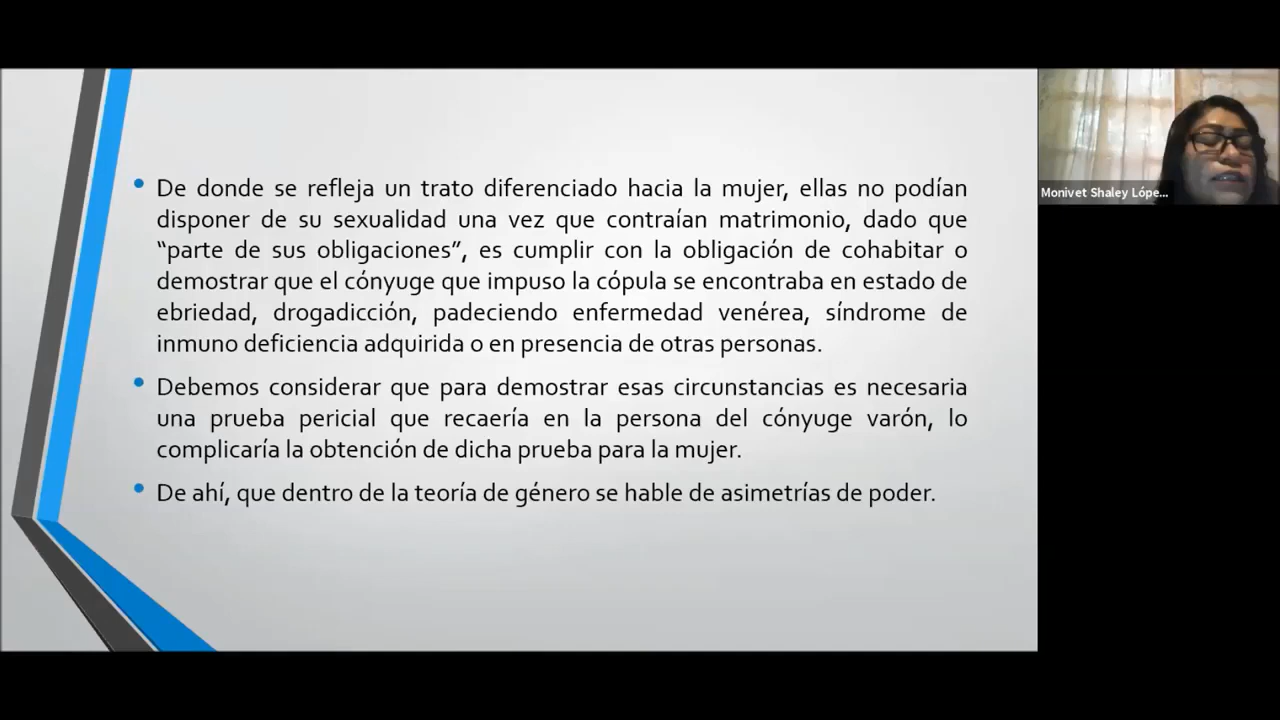 De donde se refleja un trato diferenciado hacia la mujer, ellas no podían
disponer de su sexualidad una vez que contraían matrimonio, dado que
“parte de sus obligaciones”, es cumplir con la obligación de cohabitar o
demostrar que el cónyuge que impuso la cópula se encontraba en estado de
ebriedad, drogadicción, padeciendo enfermedad venérea, síndrome de
inmuno deficiencia adquirida o en presencia de otras personas.
Debemos considerar que para demostrar esas circunstancias es necesaria
una prueba pericial que recaería en la persona del cónyuge varón, lo
complicaría la obtención de dicha prueba para la mujer.
De ahí, que dentro de la teoría de género se hable de asimetrías de poder.
Monivet Shaley Lópe...